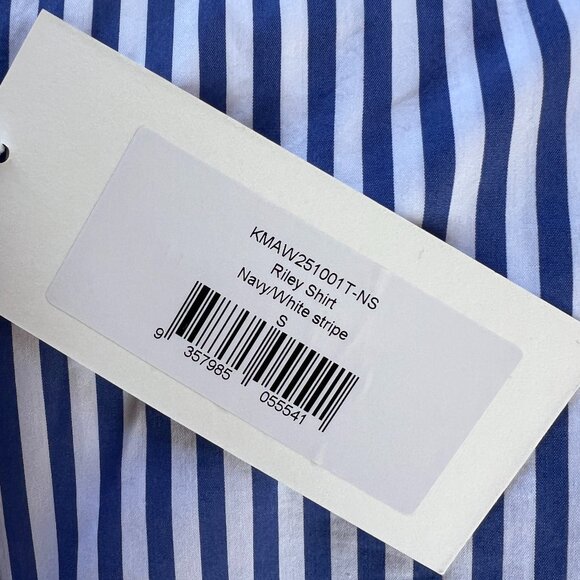 KMAW251001T-NS
Riley Shirt
Navy/White stripe
S
9 357985 055541